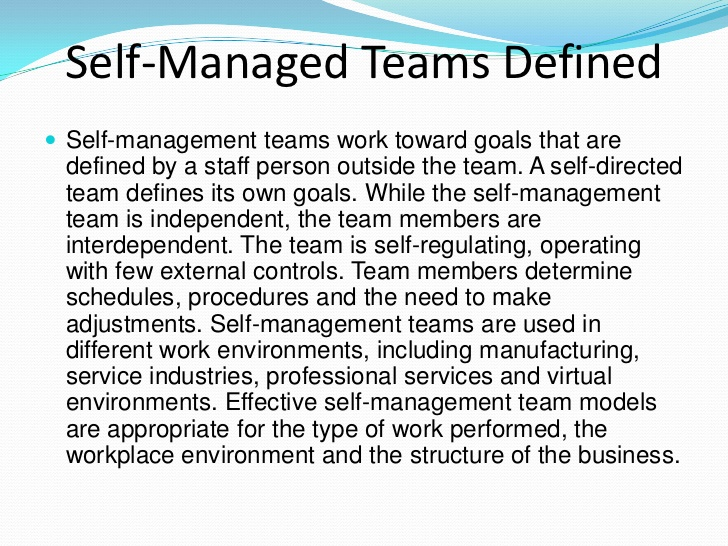 Self-Managed Teams Defined
• Self-management teams work toward goals that are
defined by a staff person outside the team. A self-directed
team defines its own goals. While the self-management
team is independent, the team members are
interdependent. The team is self-regulating, operating
with few external controls. Team members determine
schedules, procedures and the need to make
adjustments. Self-management teams are used in
different work environments, including manufacturing,
service industries, professional services and virtual
environments. Effective self-management team models
are appropriate for the type of work performed, the
workplace environment and the structure of the business.